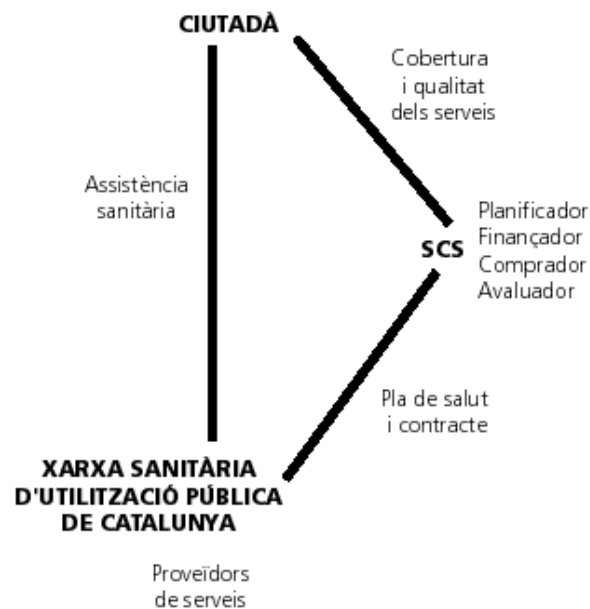 CIUTADÀ
Cobertura
i qualitat
dels serveis
Assistència
sanitària
SCS
Planificador
Finançador
Comprador
Avaluador
Pla de salut
i contracte
XARXA SANITÀRIA
D'UTILITZACIÓ PÚBLICA
DE CATALUNYA
Proveïdors
de serveis